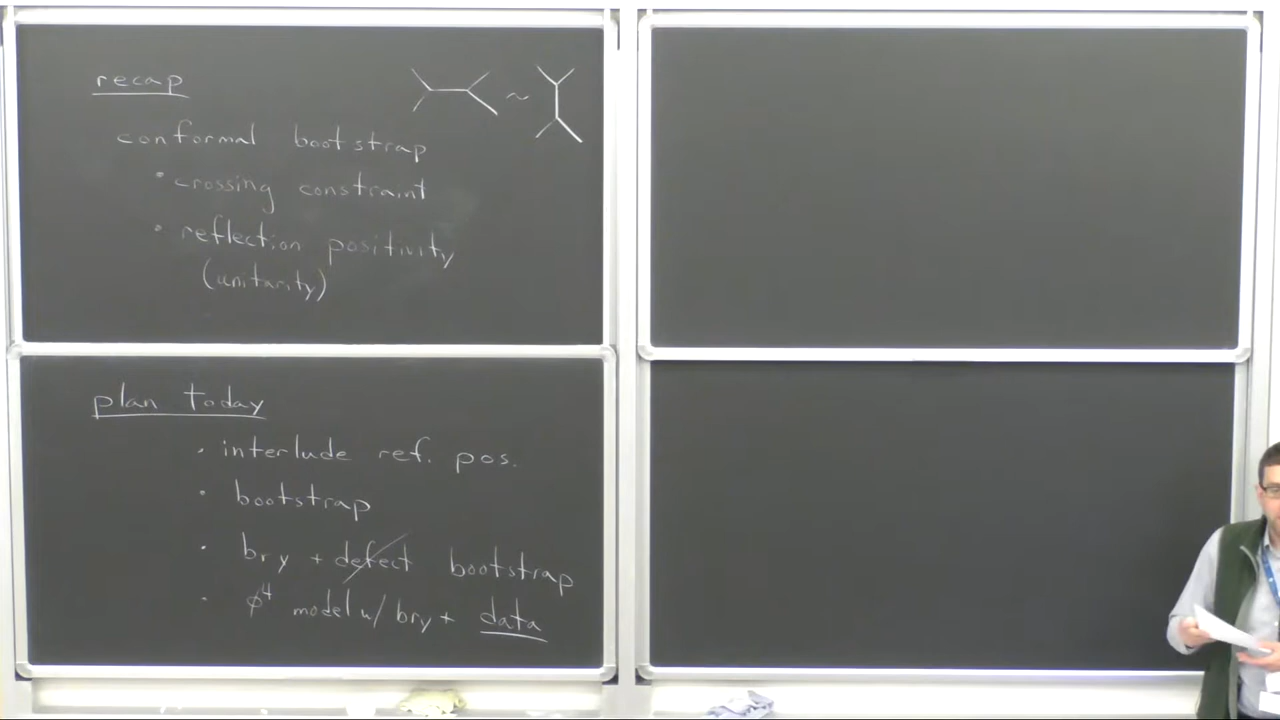 recap
~
conformal bootstrap
• crossing constraint
• reflection positivity
(unitarity)
plan today
• interlude ref. pos.
• bootstrap
• bry + defect bootstrap
• φ⁴ model w/ bry + data